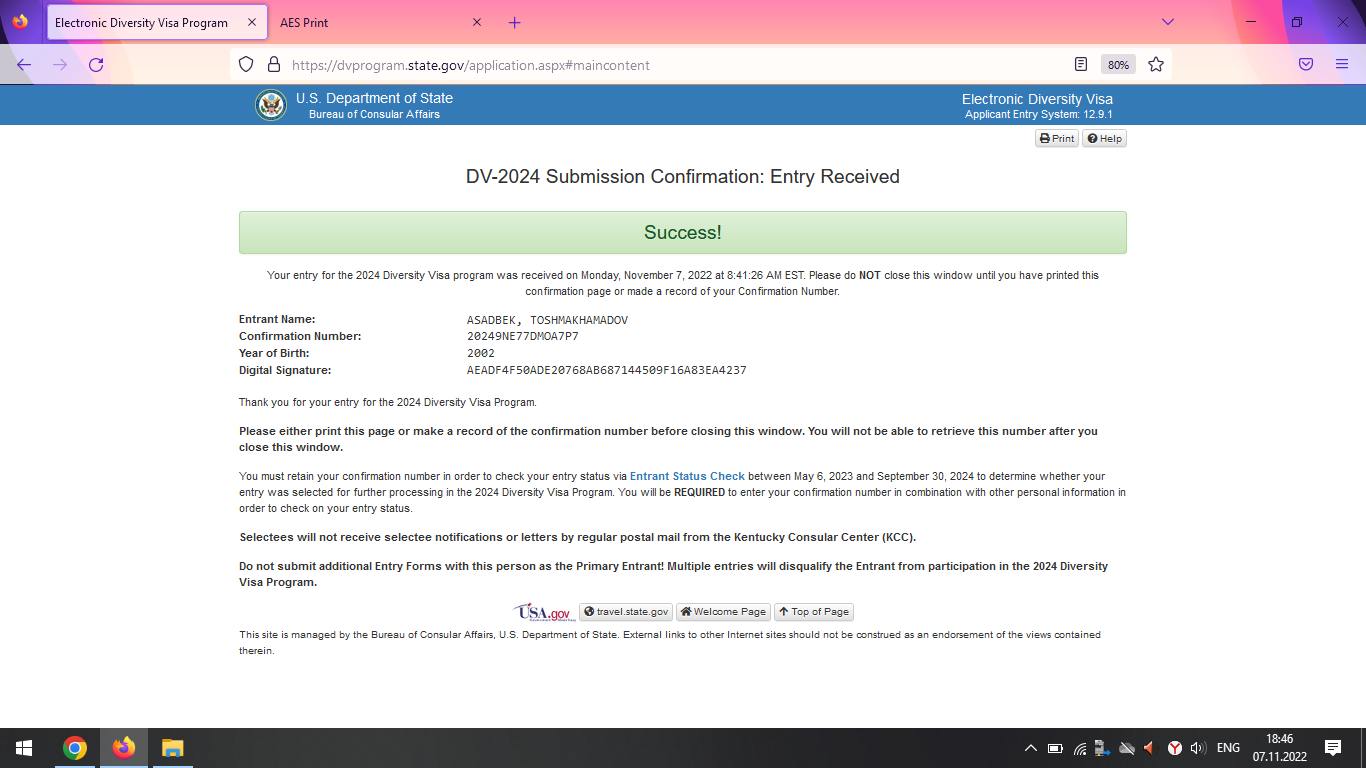 Electronic Diversity Visa Program
AES Print
https://dvprogram.state.gov/application.aspx#maincontent
80%
U.S. Department of State
Bureau of Consular Affairs
Electronic Diversity Visa
Applicant Entry System: 12.9.1
Print
Help
DV-2024 Submission Confirmation: Entry Received
Success!
Your entry for the 2024 Diversity Visa program was received on Monday, November 7, 2022 at 8:41:26 AM EST. Please do NOT close this window until you have printed this
confirmation page or made a record of your Confirmation Number.
Entrant Name: ASADBEK, TOSHMAKHAMADOV
Confirmation Number: 20249NE77DMOA7P7
Year of Birth: 2002
Digital Signature: AEADF4F50ADE20768AB687144509F16A83EA4237
Thank you for your entry for the 2024 Diversity Visa Program.
Please either print this page or make a record of the confirmation number before closing this window. You will not be able to retrieve this number after you
close this window.
You must retain your confirmation number in order to check your entry status via Entrant Status Check between May 6, 2023 and September 30, 2024 to determine whether your
entry was selected for further processing in the 2024 Diversity Visa Program. You will be REQUIRED to enter your confirmation number in combination with other personal information in
order to check on your entry status.
Selectees will not receive selectee notifications or letters by regular postal mail from the Kentucky Consular Center (KCC).
Do not submit additional Entry Forms with this person as the Primary Entrant! Multiple entries will disqualify the Entrant from participation in the 2024 Diversity
Visa Program.
USA.gov
travel.state.gov
Welcome Page
Top of Page
This site is managed by the Bureau of Consular Affairs, U.S. Department of State. External links to other Internet sites should not be construed as an endorsement of the views contained
therein.
ENG
18:46
07.11.2022